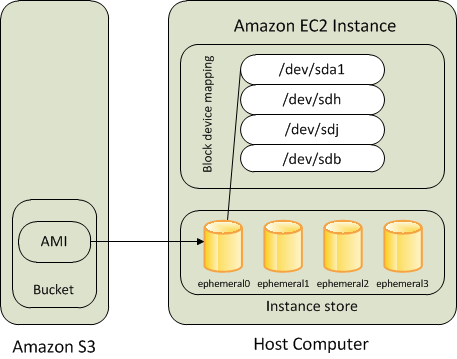 Amazon EC2 Instance
Block device mapping
/dev/sda1
/dev/sdh
/dev/sdj
/dev/sdb
AMI
Bucket
ephemeral0 ephemeral1 ephemeral2 ephemeral3
Instance store
Amazon S3
Host Computer